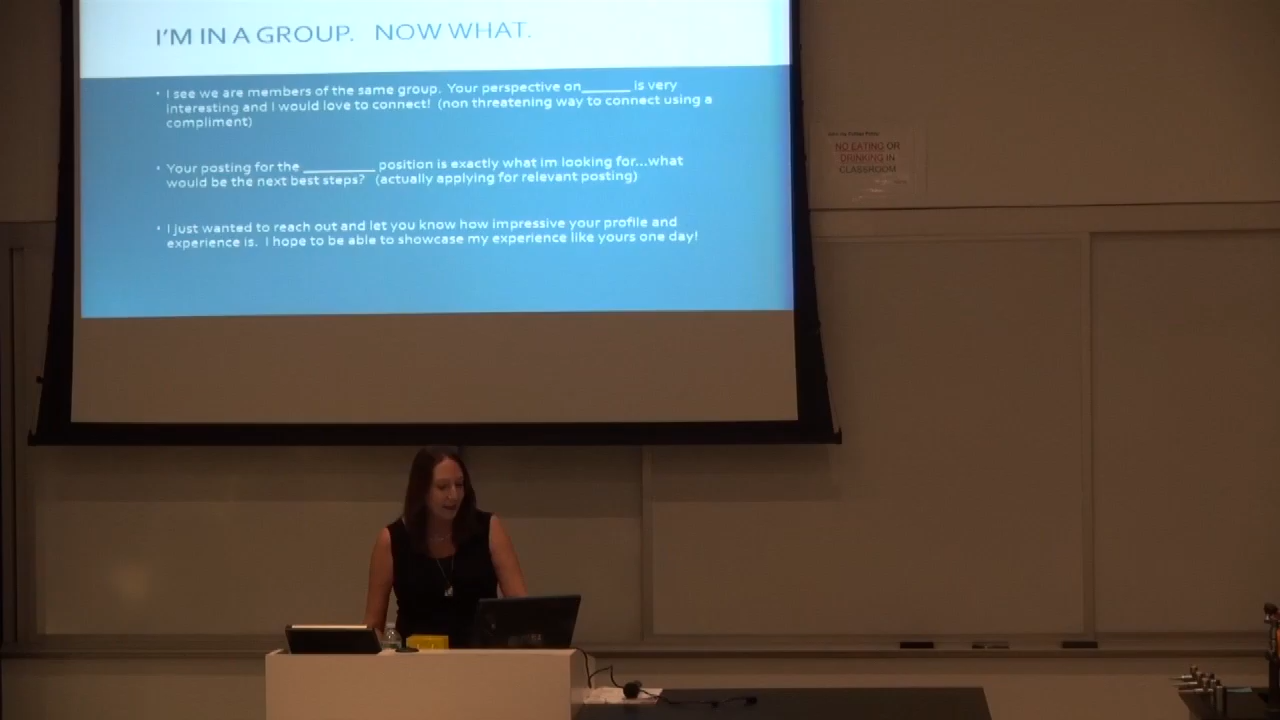 I'M IN A GROUP. NOW WHAT.
• I see we are members of the same group. Your perspective on______ is very
interesting and I would love to connect! (non threatening way to connect using a
compliment)
• Your posting for the _________ position is exactly what im looking for...what
would be the next best steps? (actually applying for relevant posting)
• I just wanted to reach out and let you know how impressive your profile and
experience is. I hope to be able to showcase my experience like yours one day!
NO EATING OR
DRINKING IN
CLASSROOM